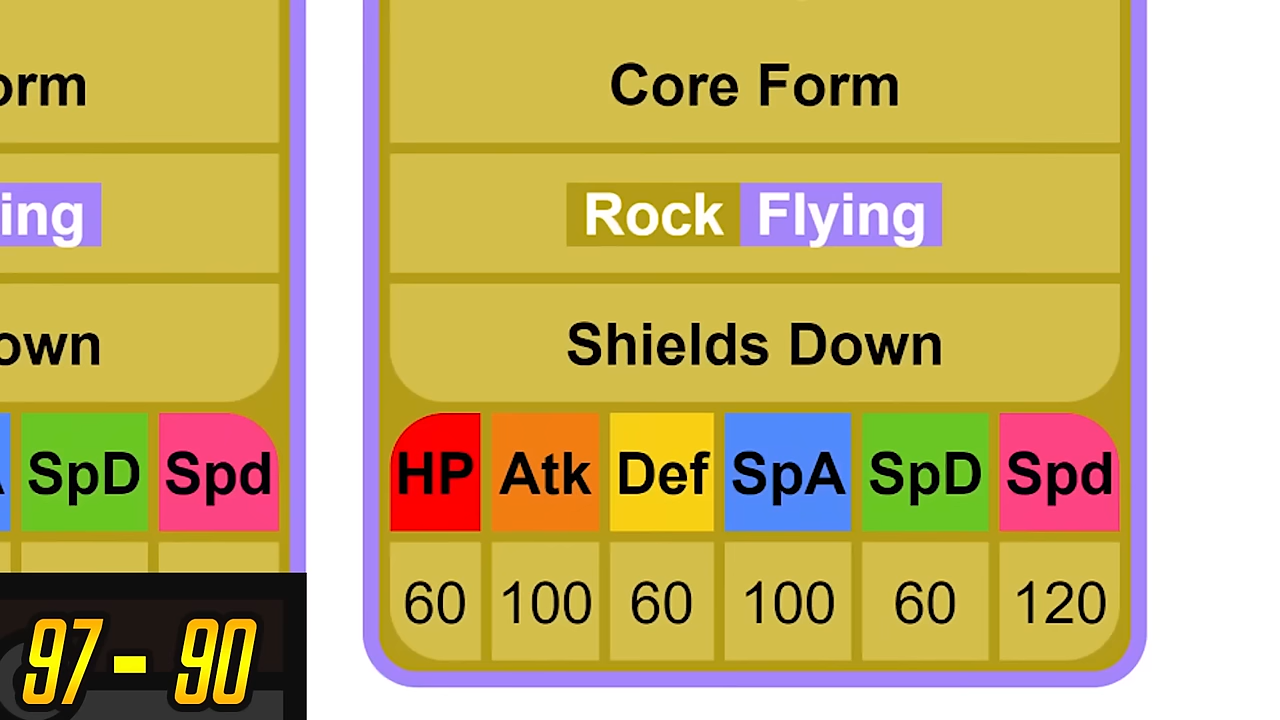 orm
ing
own
A SpD Spd
97 - 90
Core Form
Rock Flying
Shields Down
HP Atk Def SpA SpD Spd
60 100 60 100 60 120